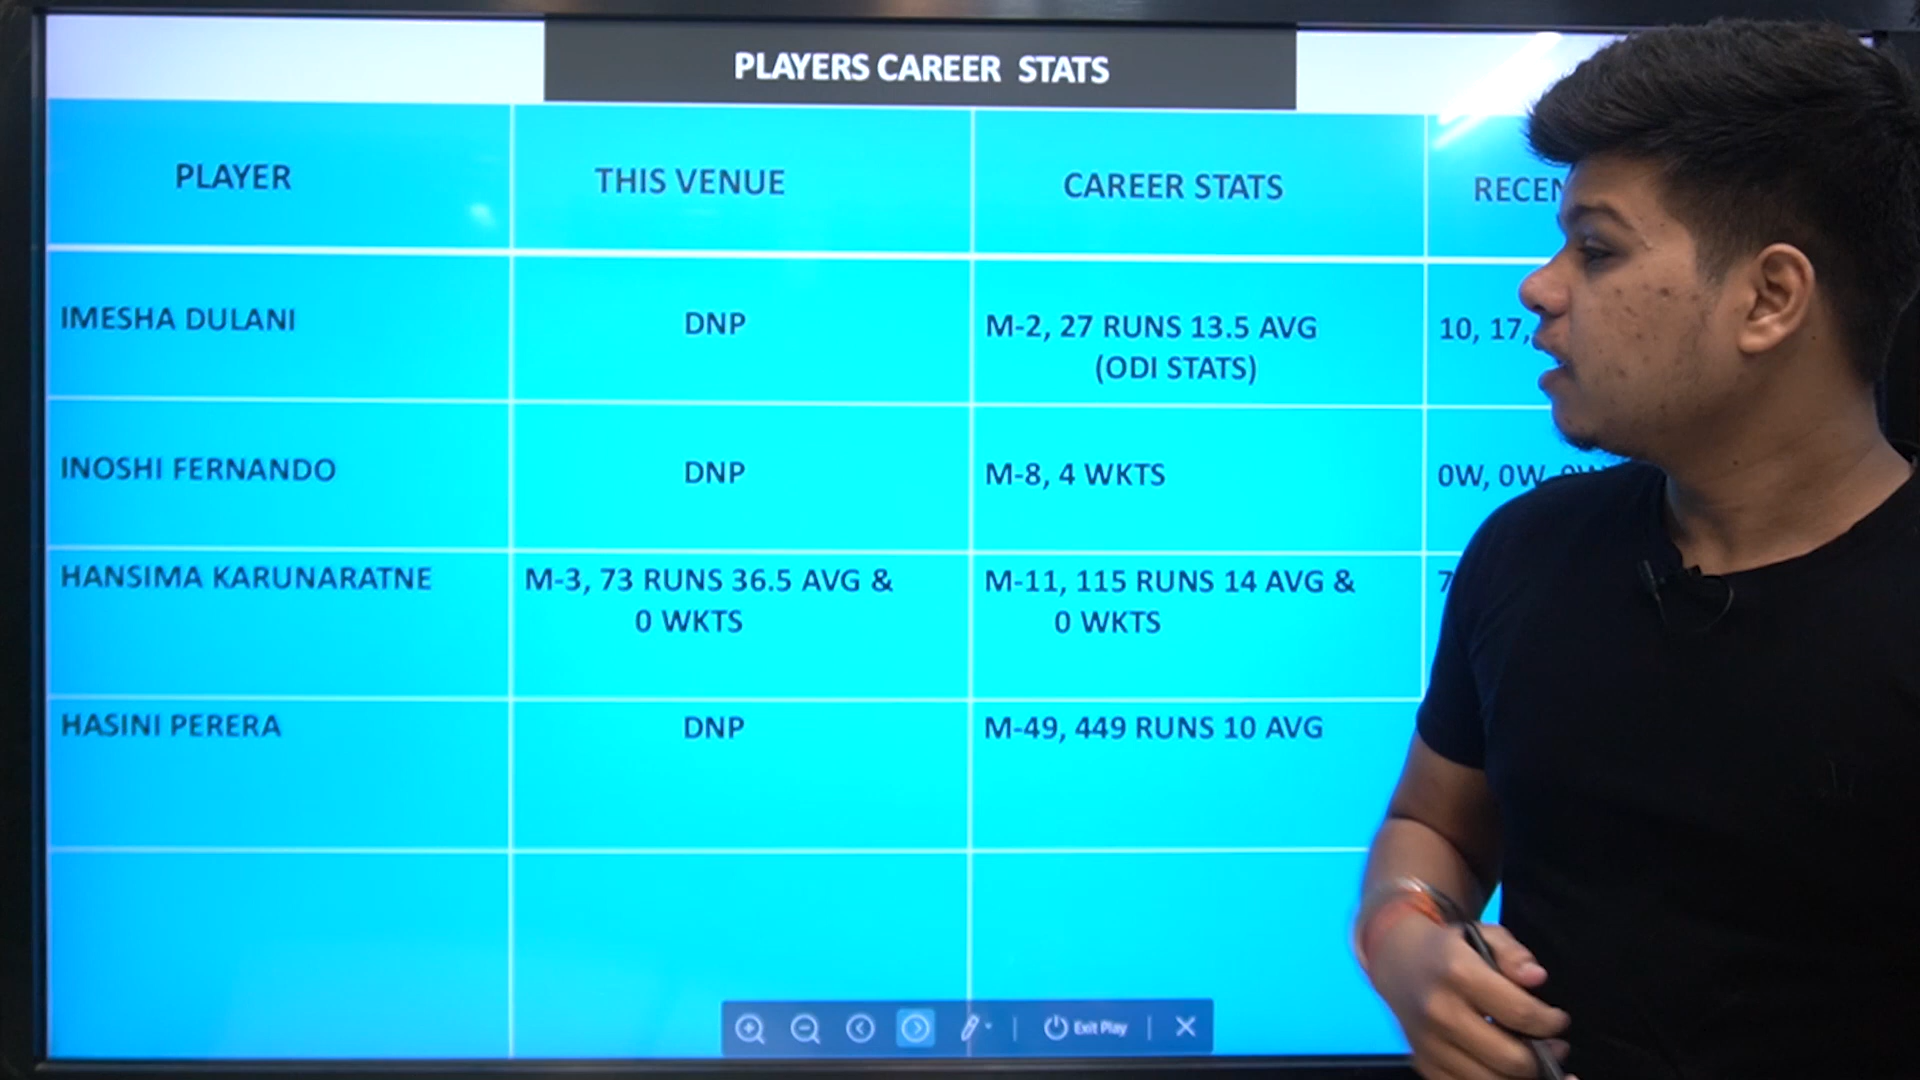 PLAYERS CAREER STATS
PLAYER
THIS VENUE
CAREER STATS
IMESHA DULANI
DNP
M-2, 27 RUNS 13.5 AVG
(ODI STATS)
10, 17,
INOSHI FERNANDO
DNP
M-8, 4 WKTS
0W, 0W,
HANSIMA KARUNARATNE
M-3, 73 RUNS 36.5 AVG &
0 WKTS
M-11, 115 RUNS 14 AVG &
0 WKTS
7
HASINI PERERA
DNP
M-49, 449 RUNS 10 AVG
Exit Play